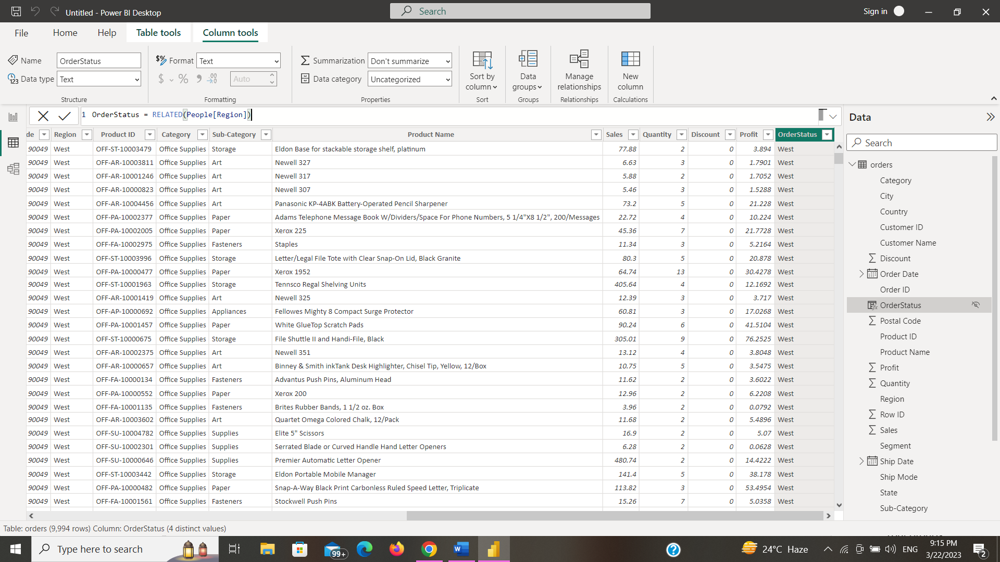 Untitled - Power BI Desktop
Search
Sign in
File Home Help Table tools Column tools
Name OrderStatus
Data type Text
Structure
Format Text
$ % 9 .00 Auto
Formatting
Summarization Don't summarize
Data category Uncategorized
Properties
Sort by column
Sort
Data groups
Groups
Manage relationships
Relationships
New column
Calculations
1 OrderStatus = RELATED(People[Region])
de Region Product ID Category Sub-Category Product Name Sales Quantity Discount Profit OrderStatus
90049 West OFF-ST-10003479 Office Supplies Storage Eldon Base for stackable storage shelf, platinum 77.88 2 0 3.894 West
90049 West OFF-AR-10003811 Office Supplies Art Newell 327 6.63 3 0 1.7901 West
90049 West OFF-AR-10001246 Office Supplies Art Newell 317 5.88 2 0 1.7052 West
90049 West OFF-AR-10000823 Office Supplies Art Newell 307 5.46 3 0 1.5288 West
90049 West OFF-AR-10004456 Office Supplies Art Panasonic KP-4ABK Battery-Operated Pencil Sharpener 73.2 5 0 21.228 West
90049 West OFF-PA-10002377 Office Supplies Paper Adams Telephone Message Book W/Dividers/Space For Phone Numbers, 5 1/4"X8 1/2", 200/Messages 22.72 4 0 10.224 West
90049 West OFF-PA-10002005 Office Supplies Paper Xerox 225 45.36 7 0 21.7728 West
90049 West OFF-FA-10002975 Office Supplies Fasteners Staples 11.34 3 0 5.2164 West
90049 West OFF-ST-10003996 Office Supplies Storage Letter/Legal File Tote with Clear Snap-On Lid, Black Granite 80.3 5 0 20.878 West
90049 West OFF-PA-10000477 Office Supplies Paper Xerox 1952 64.74 13 0 30.4278 West
90049 West OFF-ST-10001963 Office Supplies Storage Tennsco Regal Shelving Units 405.64 4 0 12.1692 West
90049 West OFF-AR-10001419 Office Supplies Art Newell 325 12.39 3 0 3.717 West
90049 West OFF-AP-10000692 Office Supplies Appliances Fellowes Mighty 8 Compact Surge Protector 60.81 3 0 17.0268 West
90049 West OFF-PA-10001457 Office Supplies Paper White GlueTop Scratch Pads 90.24 6 0 41.5104 West
90049 West OFF-ST-10000675 Office Supplies Storage File Shuttle II and Handi-File, Black 305.01 9 0 76.2525 West
90049 West OFF-AR-10002375 Office Supplies Art Newell 351 13.12 4 0 3.8048 West
90049 West OFF-AR-10000657 Office Supplies Art Binney & Smith inkTank Desk Highlighter, Chisel Tip, Yellow, 12/Box 10.75 5 0 3.5475 West
90049 West OFF-FA-10000134 Office Supplies Fasteners Advantus Push Pins, Aluminum Head 11.62 2 0 3.6022 West
90049 West OFF-PA-10000552 Office Supplies Paper Xerox 200 12.96 2 0 6.2208 West
90049 West OFF-FA-10001135 Office Supplies Fasteners Brites Rubber Bands, 1 1/2 oz. Box 3.96 2 0 0.0792 West
90049 West OFF-AR-10003602 Office Supplies Art Quartet Omega Colored Chalk, 12/Pack 11.68 2 0 5.4896 West
90049 West OFF-SU-10004782 Office Supplies Supplies Elite 5" Scissors 16.9 2 0 5.07 West
90049 West OFF-SU-10002301 Office Supplies Supplies Serrated Blade or Curved Handle Hand Letter Openers 6.28 2 0 0.0628 West
90049 West OFF-SU-10000646 Office Supplies Supplies Premier Automatic Letter Opener 480.74 2 0 14.4222 West
90049 West OFF-ST-10003442 Office Supplies Storage Eldon Portable Mobile Manager 141.4 5 0 38.178 West
90049 West OFF-PA-10000482 Office Supplies Paper Snap-A-Way Black Print Carbonless Ruled Speed Letter, Triplicate 113.82 3 0 53.4954 West
90049 West OFF-FA-10001561 Office Supplies Fasteners Stockwell Push Pins 15.26 7 0 5.0358 West
Data
Search
orders
Category
City
Country
Customer ID
Customer Name
Discount
Order Date
Order ID
OrderStatus
Postal Code
Product ID
Product Name
Profit
Quantity
Region
Row ID
Sales
Segment
Ship Date
Ship Mode
State
Sub-Category
Table: orders (9,994 rows) Column: OrderStatus (4 distinct values)
Type here to search
99+
24°C Haze
ENG
9:15 PM
3/22/2023
2